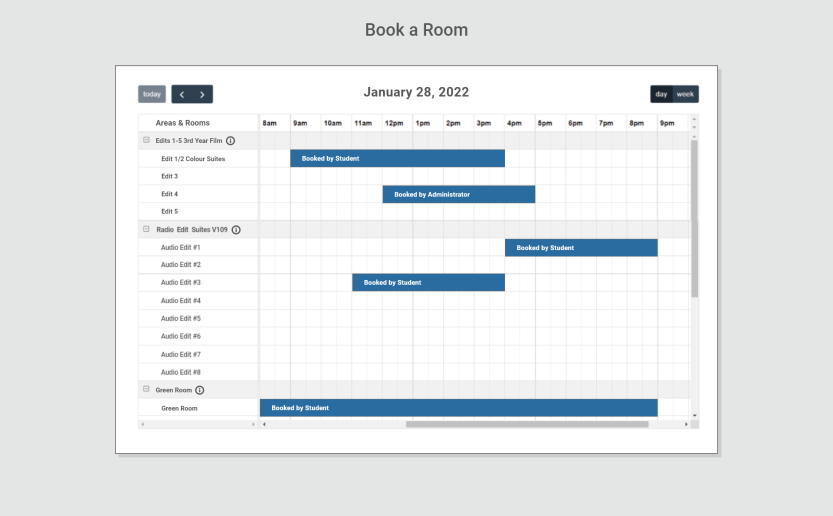 Book a Room
today
January 28, 2022
day week
Areas & Rooms 8am 9am 10am 11am 12pm 1pm 2pm 3pm 4pm 5pm 6pm 7pm 8pm 9pm
Edits 1-5 3rd Year Film
Edit 1/2 Colour Suites Booked by Student
Edit 3
Edit 4 Booked by Administrator
Edit 5
Radio Edit Suites V109
Audio Edit #1 Booked by Student
Audio Edit #2
Audio Edit #3 Booked by Student
Audio Edit #4
Audio Edit #5
Audio Edit #6
Audio Edit #7
Audio Edit #8
Green Room
Green Room Booked by Student